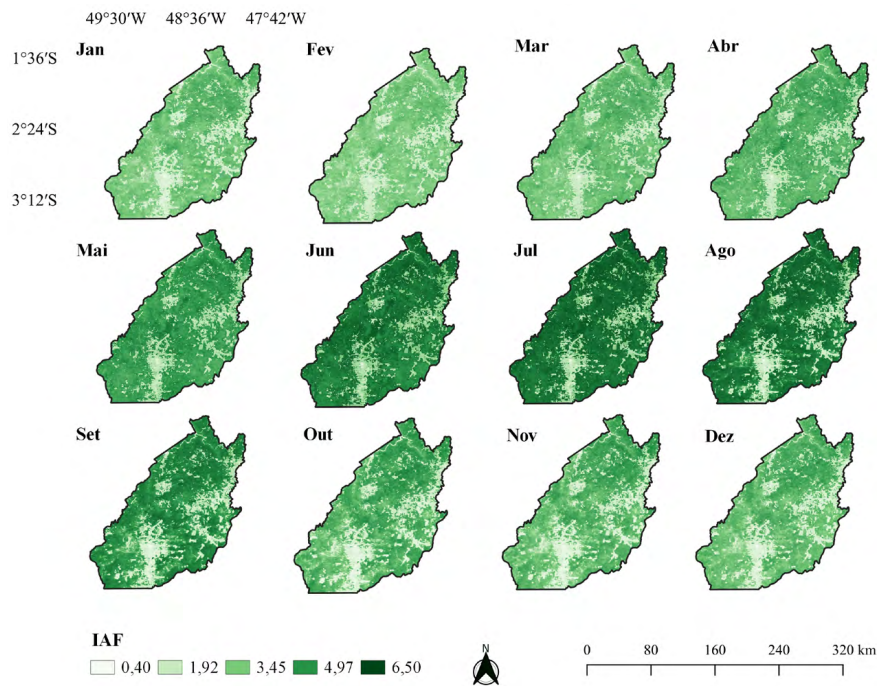 49°30′W 48°36′W 47°42′W
Jan Fev Mar Abr
1°36′S
2°24′S
3°12′S
Mai Jun Jul Ago
Set Out Nov Dez
IAF
0,40 1,92 3,45 4,97 6,50
N
0 80 160 240 320 km